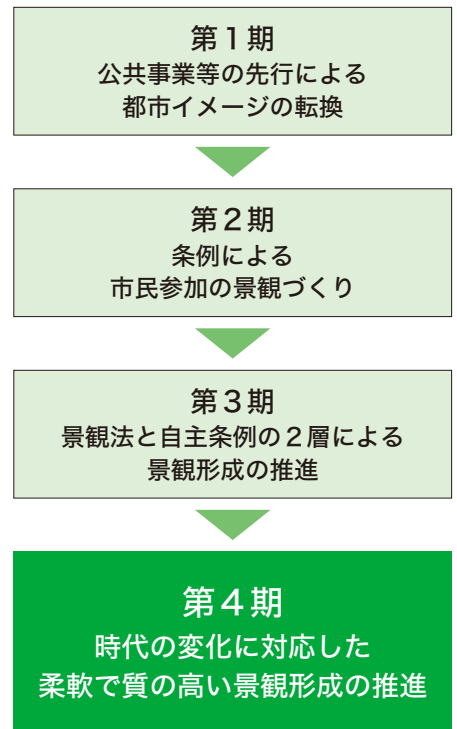 第１期
公共事業等の先行による
都市イメージの転換
第２期
条例による
市民参加の景観づくり
第３期
景観法と自主条例の２層による
景観形成の推進
第４期
時代の変化に対応した
柔軟で質の高い景観形成の推進